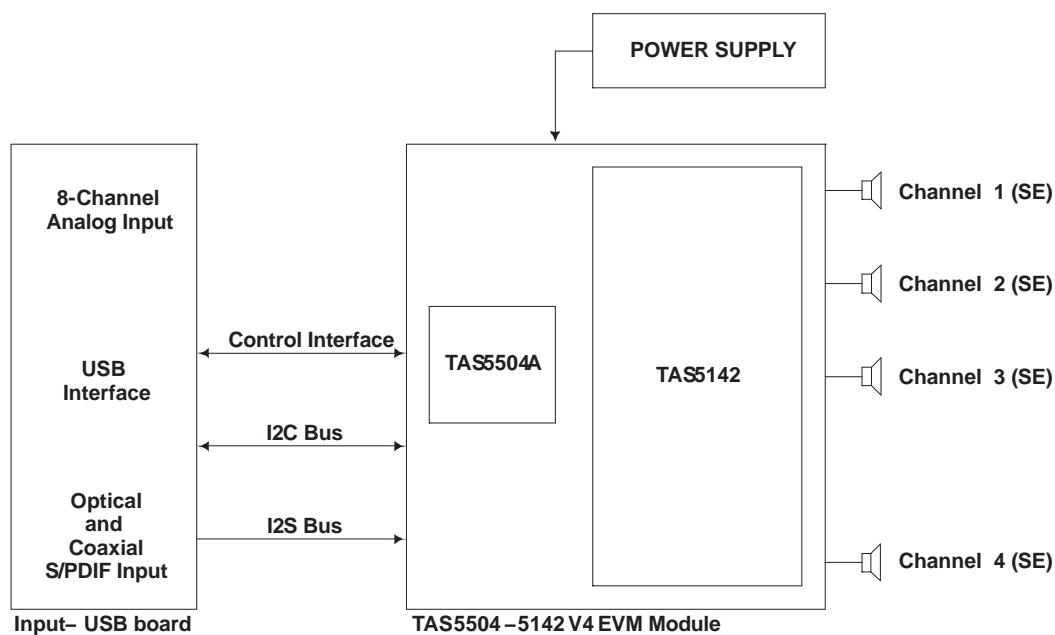 POWER SUPPLY
8-Channel
Analog Input
USB
Interface
Optical
and
Coaxial
S/PDIF Input
Control Interface
I2C Bus
I2S Bus
TAS5504A
TAS5142
Channel 1 (SE)
Channel 2 (SE)
Channel 3 (SE)
Channel 4 (SE)
Input– USB board
TAS5504 –5142 V4 EVM Module